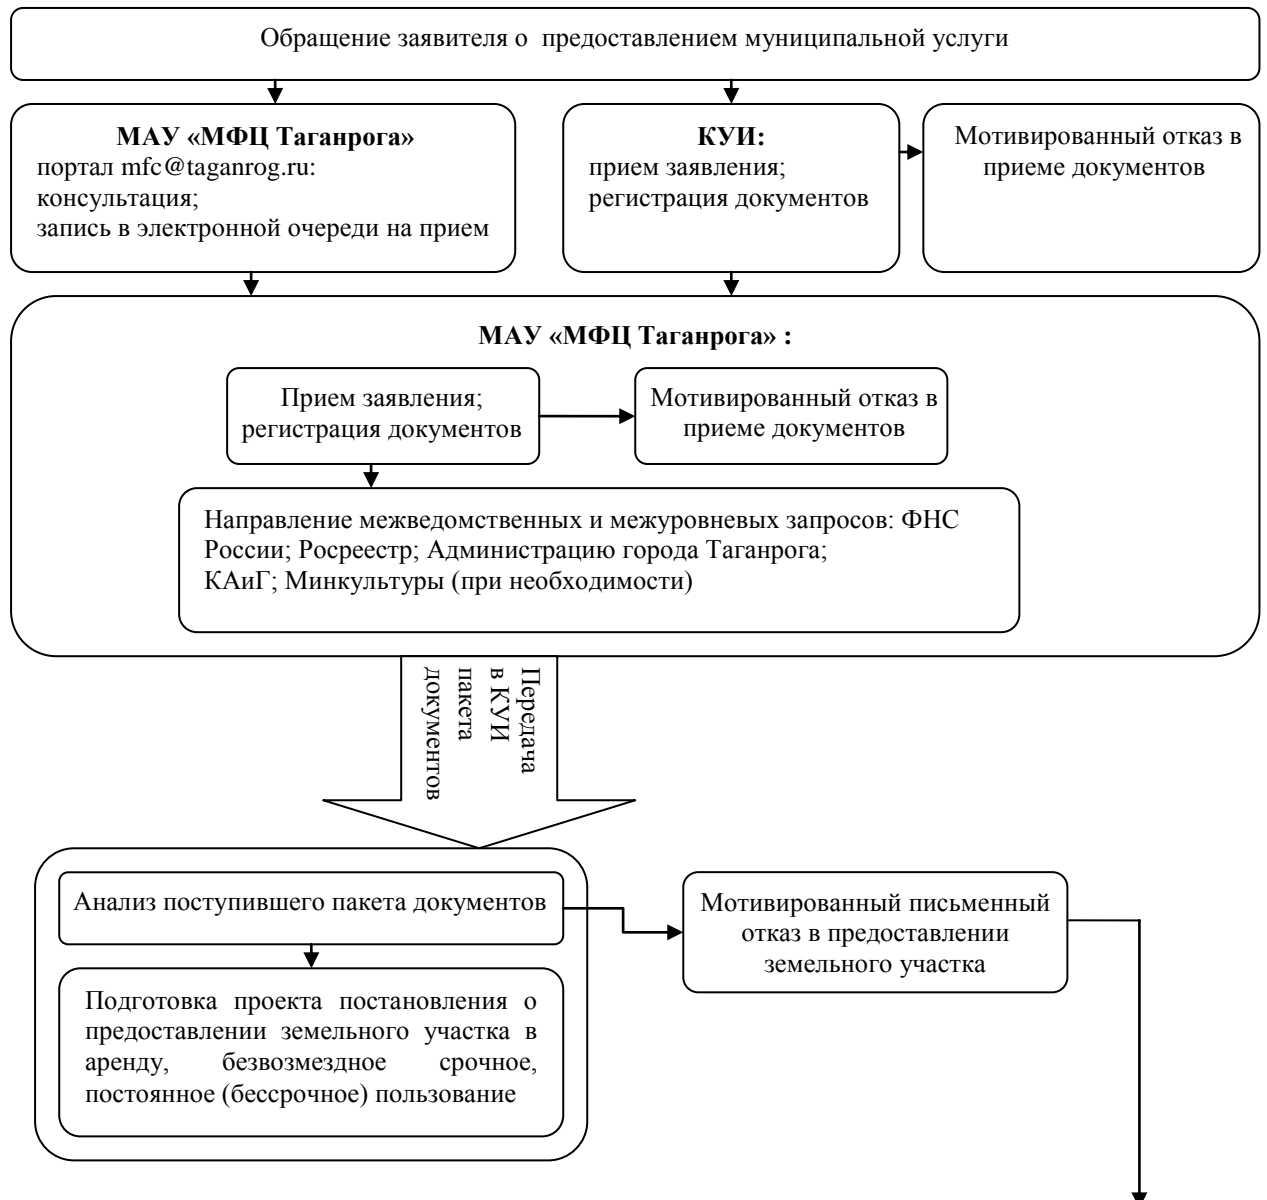 Обращение заявителя о  предоставлением муниципальной услуги
МАУ «МФЦ Таганрога»
портал mfc@taganrog.ru:
консультация;
запись в электронной очереди на прием
КУИ:
прием заявления;
регистрация документов
Мотивированный отказ в
приеме документов
МАУ «МФЦ Таганрога» :
Прием заявления;
регистрация документов
Мотивированный отказ в
приеме документов
Направление межведомственных и межуровневых запросов: ФНС
России; Росреестр; Администрацию города Таганрога;
КАиГ; Минкультуры (при необходимости)
Передача
в КУИ
пакета
документов
Анализ поступившего пакета документов
Мотивированный письменный
отказ в предоставлении
земельного участка
Подготовка проекта постановления о
предоставлении земельного участка в
аренду, безвозмездное срочное,
постоянное (бессрочное) пользование